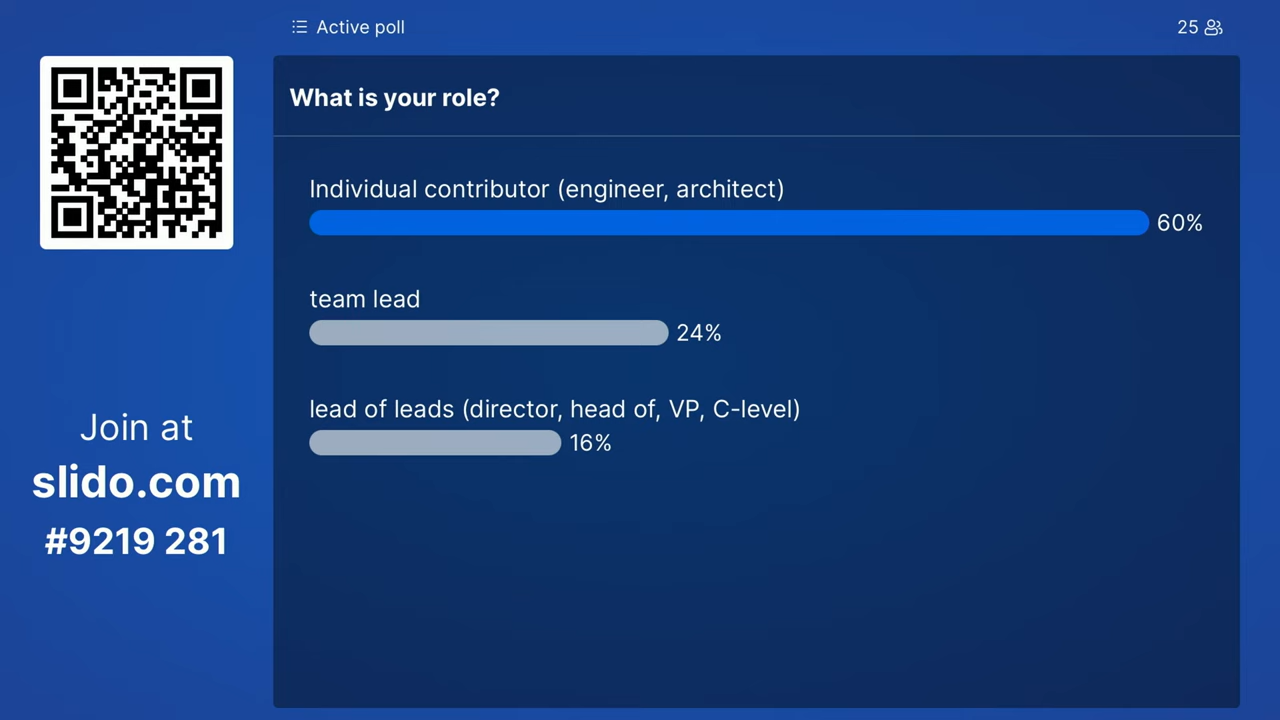 Active poll
25
What is your role?
Individual contributor (engineer, architect)
60%
team lead
24%
lead of leads (director, head of, VP, C-level)
16%
Join at
slido.com
#9219 281